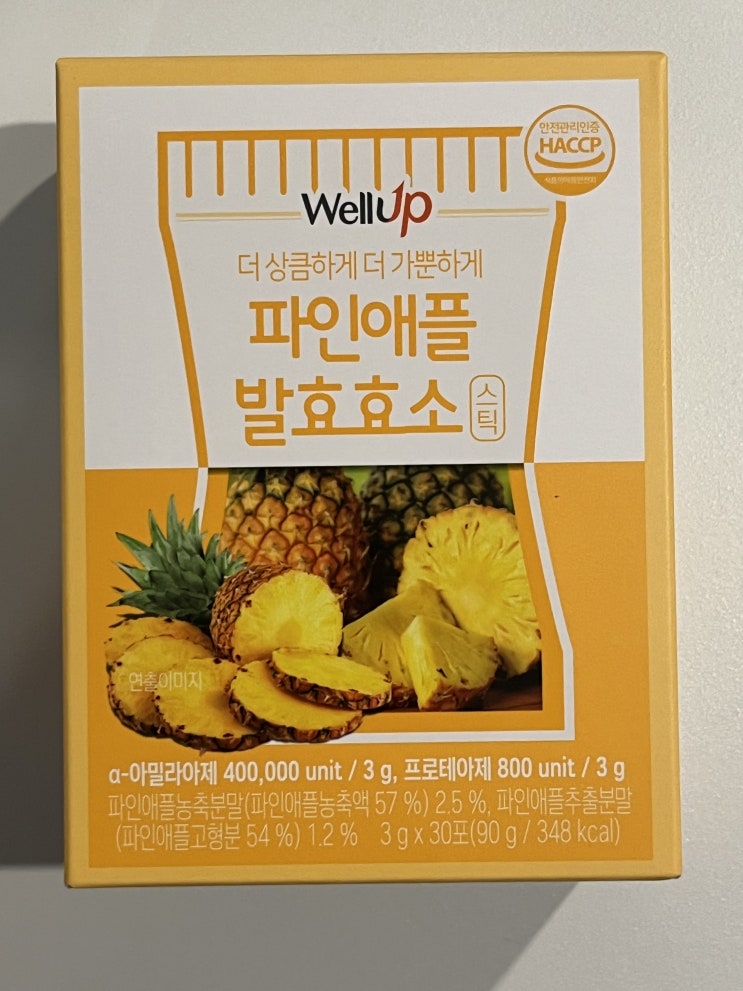 안전관리인증
HACCP
식품의약품안전처
WellUp
더 상큼하게 더 가뿐하게
파인애플
발효효소 스틱
연출이미지
α-아밀라아제 400,000 unit / 3 g, 프로테아제 800 unit / 3 g
파인애플농축분말(파인애플농축액 57 %) 2.5 %, 파인애플추출분말
(파인애플고형분 54 %) 1.2 % 3 g x 30포(90 g / 348 kcal)